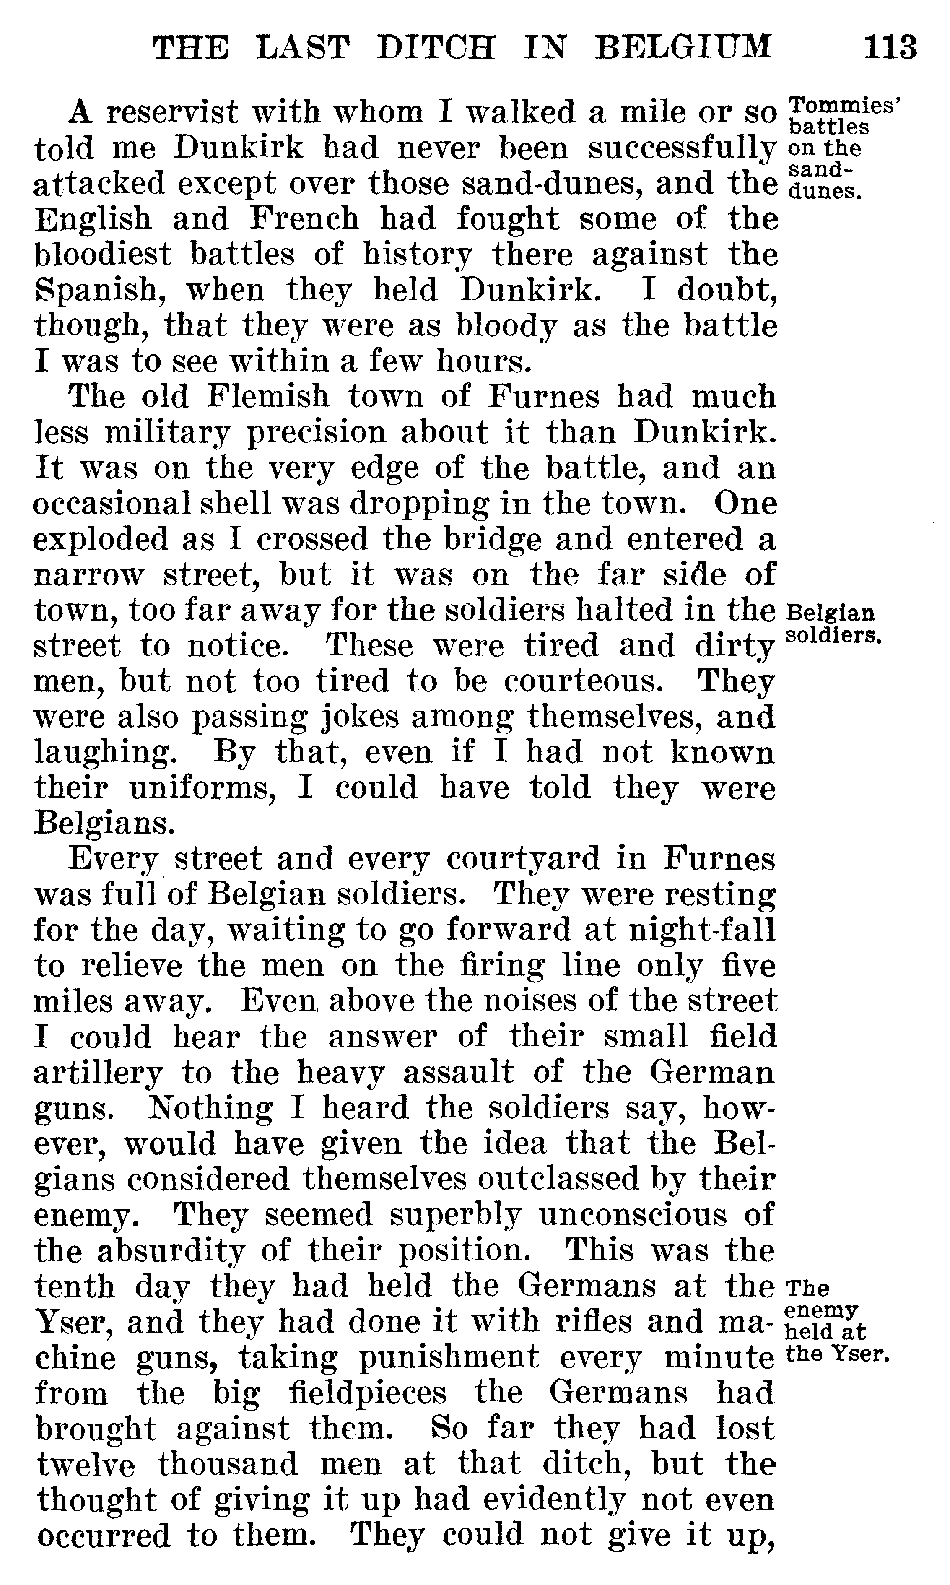 THE LAST DITCH IN BELGIUM 113
A reservist with whom I walked a mile or so
told me Dunkirk had never been successfully
attacked except over those sand-dunes, and the
English and French had fought some of the
bloodiest battles of history there against the
Spanish, when they held Dunkirk. I doubt,
though, that they were as bloody as the battle
I was to see within a few hours.
Tommies'
battles
on the
sand-
dunes.
The old Flemish town of Furnes had much
less military precision about it than Dunkirk.
It was on the very edge of the battle, and an
occasional shell was dropping in the town. One
exploded as I crossed the bridge and entered a
narrow street, but it was on the far side of
town, too far away for the soldiers halted in the
street to notice. These were tired and dirty
men, but not too tired to be courteous. They
were also passing jokes among themselves, and
laughing. By that, even if I had not known
their uniforms, I could have told they were
Belgians.
Belgian
soldiers.
Every street and every courtyard in Furnes
was full of Belgian soldiers. They were resting
for the day, waiting to go forward at night-fall
to relieve the men on the firing line only five
miles away. Even above the noises of the street
I could hear the answer of their small field
artillery to the heavy assault of the German
guns. Nothing I heard the soldiers say, how-
ever, would have given the idea that the Bel-
gians considered themselves outclassed by their
enemy. They seemed superbly unconscious of
the absurdity of their position. This was the
tenth day they had held the Germans at the
Yser, and they had done it with rifles and ma-
chine guns, taking punishment every minute
from the big fieldpieces the Germans had
brought against them. So far they had lost
twelve thousand men at that ditch, but the
thought of giving it up had evidently not even
occurred to them. They could not give it up,
The
enemy
held at
the Yser.